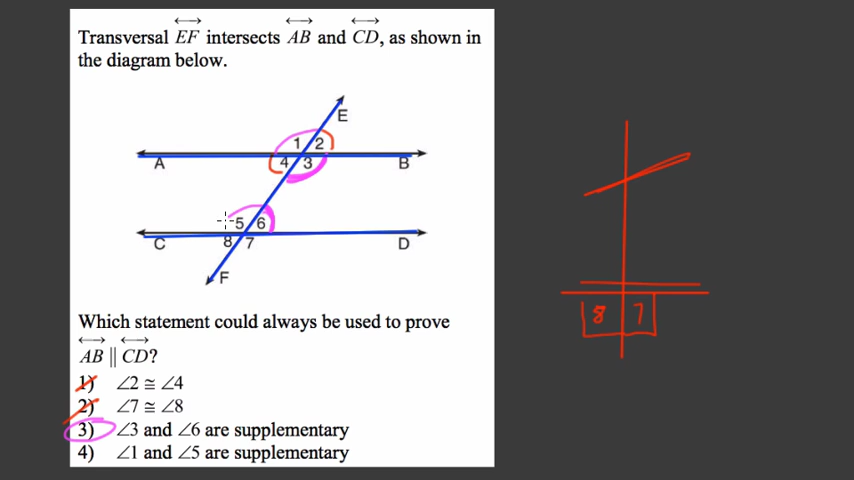 Transversal EF intersects AB and CD, as shown in
the diagram below.
E
1 2
A 4 3 B
5 6
C 8 7 D
F
8 7
Which statement could always be used to prove
AB || CD?
1) ∠2 ≅ ∠4
2) ∠7 ≅ ∠8
3) ∠3 and ∠6 are supplementary
4) ∠1 and ∠5 are supplementary